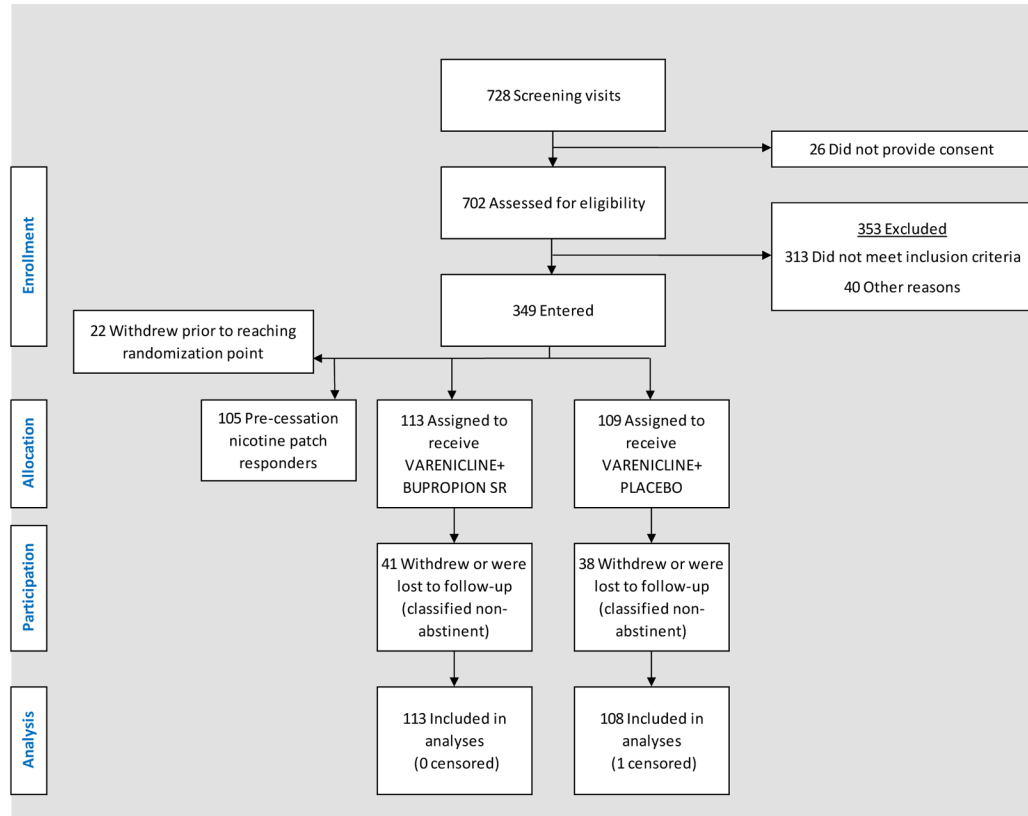 728 Screening visits
26 Did not provide consent
Enrollment
702 Assessed for eligibility
353 Excluded
313 Did not meet inclusion criteria
40 Other reasons
349 Entered
22 Withdrew prior to reaching
randomization point
Allocation
105 Pre-cessation
nicotine patch
responders
113 Assigned to
receive
VARENICLINE+
BUPROPION SR
109 Assigned to
receive
VARENICLINE+
PLACEBO
Participation
41 Withdrew or were
lost to follow-up
(classified non-
abstinent)
38 Withdrew or were
lost to follow-up
(classified non-
abstinent)
Analysis
113 Included in
analyses
(0 censored)
108 Included in
analyses
(1 censored)